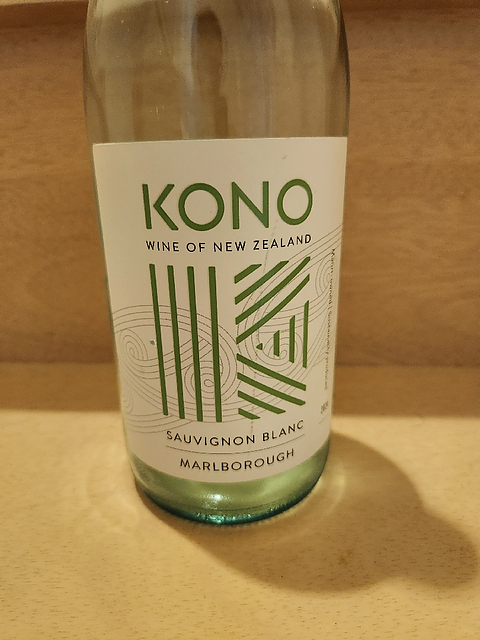 KONO
WINE OF NEW ZEALAND
SAUVIGNON BLANC
MARLBOROUGH